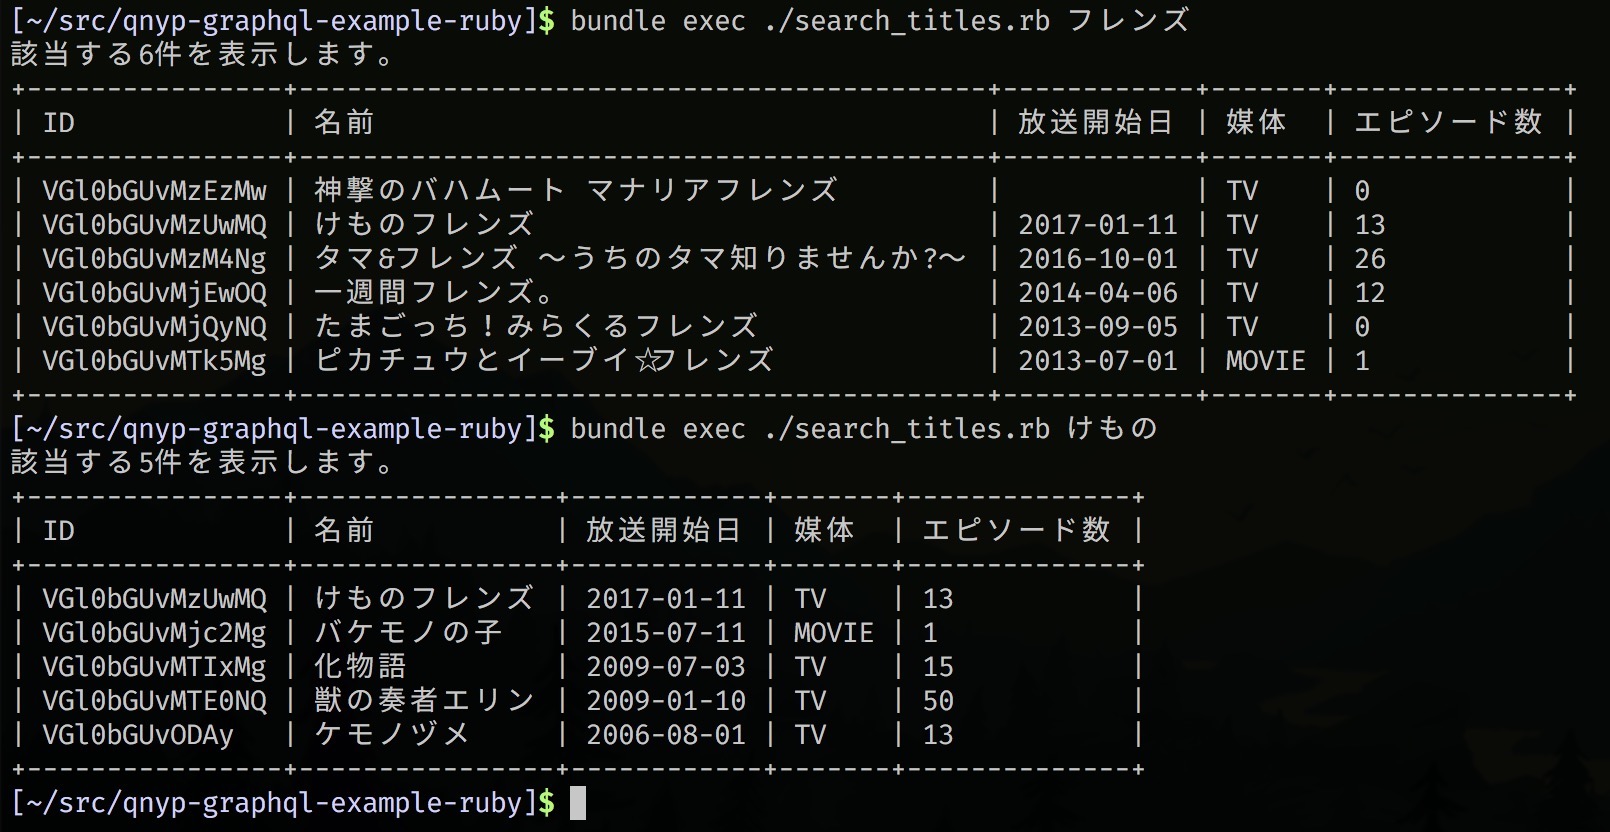 [~/src/qnyp-graphql-example-ruby]$ bundle exec ./search_titles.rb フレンズ
該当する6件を表示します。
+----------------+-------------------------------------------+------------+-------+--------------+
| ID             | 名前                                      | 放送開始日 | 媒体  | エピソード数 |
+----------------+-------------------------------------------+------------+-------+--------------+
| VGl0bGUvMzEzMw | 神撃のバハムート マナリアフレンズ         |            | TV    | 0            |
| VGl0bGUvMzUwMQ | けものフレンズ                            | 2017-01-11 | TV    | 13           |
| VGl0bGUvMzM4Ng | タマ&フレンズ 〜うちのタマ知りませんか?〜 | 2016-10-01 | TV    | 26           |
| VGl0bGUvMjEwOQ | 一週間フレンズ。                          | 2014-04-06 | TV    | 12           |
| VGl0bGUvMjQyNQ | たまごっち！みらくるフレンズ              | 2013-09-05 | TV    | 0            |
| VGl0bGUvMTk5Mg | ピカチュウとイーブイ☆フレンズ             | 2013-07-01 | MOVIE | 1            |
+----------------+-------------------------------------------+------------+-------+--------------+
[~/src/qnyp-graphql-example-ruby]$ bundle exec ./search_titles.rb けもの
該当する5件を表示します。
+----------------+----------------+------------+-------+--------------+
| ID             | 名前           | 放送開始日 | 媒体  | エピソード数 |
+----------------+----------------+------------+-------+--------------+
| VGl0bGUvMzUwMQ | けものフレンズ | 2017-01-11 | TV    | 13           |
| VGl0bGUvMjc2Mg | バケモノの子   | 2015-07-11 | MOVIE | 1            |
| VGl0bGUvMTIxMg | 化物語         | 2009-07-03 | TV    | 15           |
| VGl0bGUvMTE0NQ | 獣の奏者エリン | 2009-01-10 | TV    | 50           |
| VGl0bGUvODAy   | ケモノヅメ     | 2006-08-01 | TV    | 13           |
+----------------+----------------+------------+-------+--------------+
[~/src/qnyp-graphql-example-ruby]$